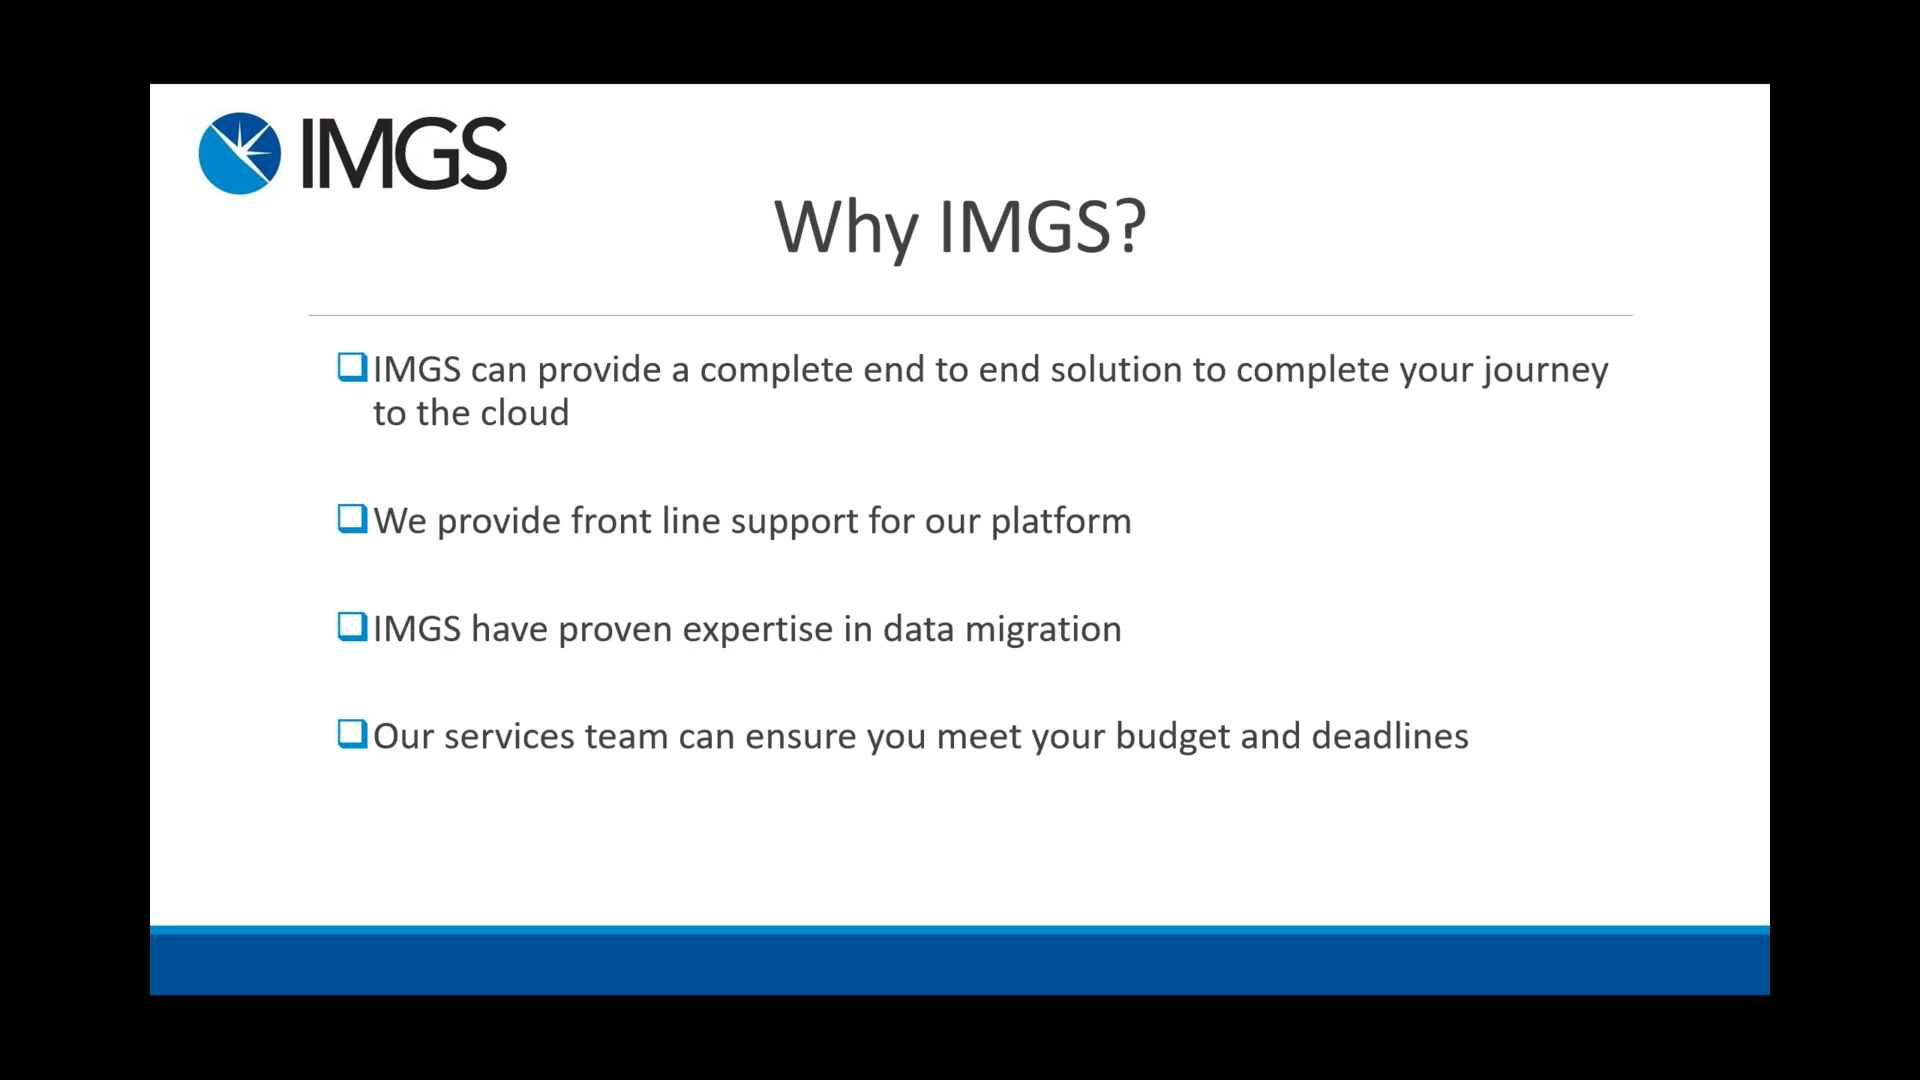 IMGS
Why IMGS?
IMGS can provide a complete end to end solution to complete your journey
to the cloud
We provide front line support for our platform
IMGS have proven expertise in data migration
Our services team can ensure you meet your budget and deadlines